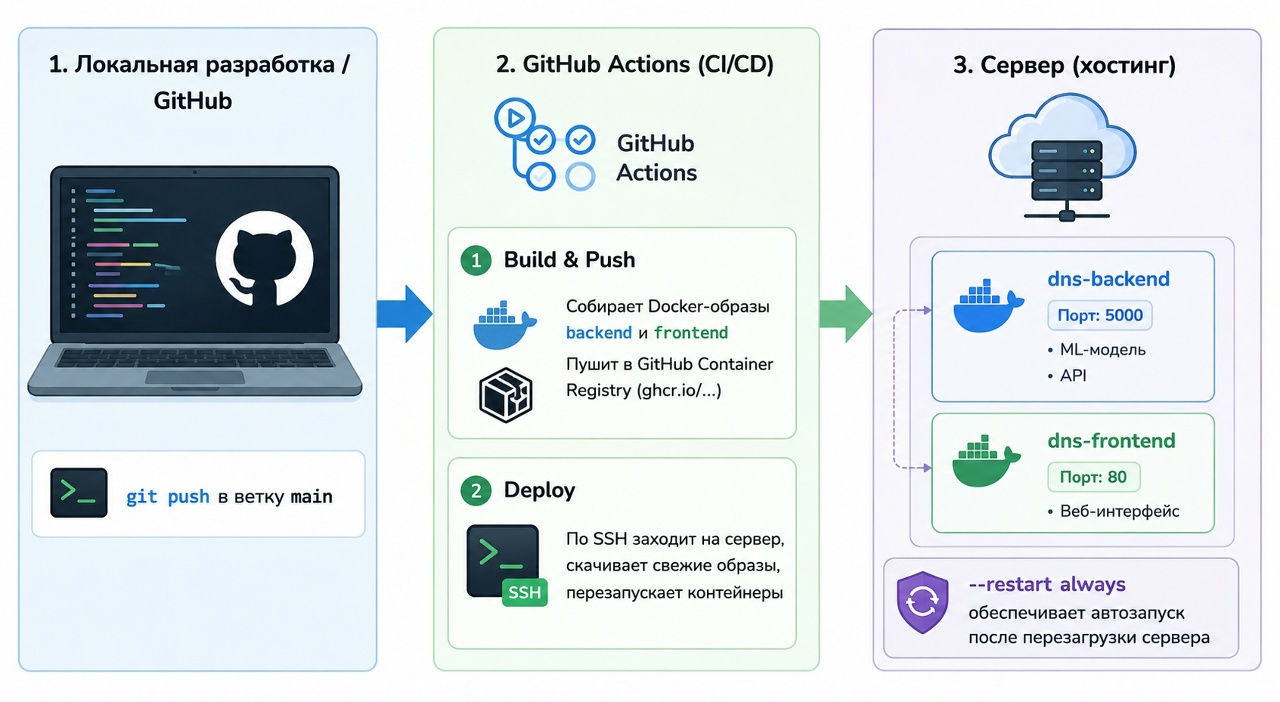 1. Локальная разработка /
GitHub
git push в ветку main
2. GitHub Actions (CI/CD)
GitHub
Actions
1 Build & Push
Собирает Docker-образы
backend и frontend
Пушит в GitHub Container
Registry (ghcr.io/...)
2 Deploy
SSH
По SSH заходит на сервер,
скачивает свежие образы,
перезапускает контейнеры
3. Сервер (хостинг)
dns-backend
Порт: 5000
• ML-модель
• API
dns-frontend
Порт: 80
• Веб-интерфейс
--restart always
обеспечивает автозапуск
после перезагрузки сервера